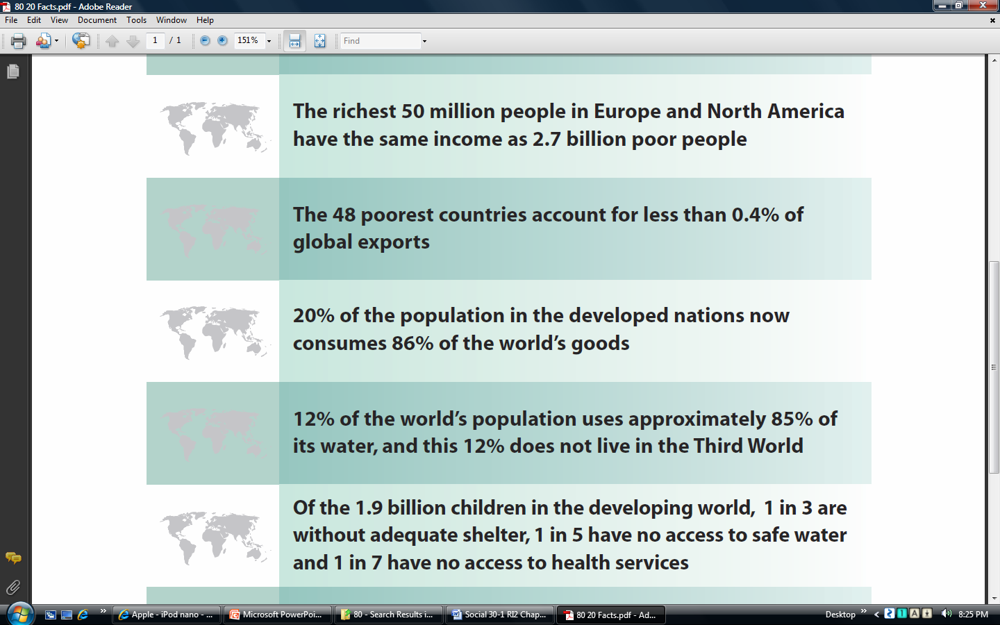 80 20 Facts.pdf - Adobe Reader
File Edit View Document Tools Window Help
1 / 1 151% Find
The richest 50 million people in Europe and North America
have the same income as 2.7 billion poor people
The 48 poorest countries account for less than 0.4% of
global exports
20% of the population in the developed nations now
consumes 86% of the world’s goods
12% of the world’s population uses approximately 85% of
its water, and this 12% does not live in the Third World
Of the 1.9 billion children in the developing world, 1 in 3 are
without adequate shelter, 1 in 5 have no access to safe water
and 1 in 7 have no access to health services
» Apple - iPod nano - ... Microsoft PowerPoi... 80 - Search Results i... Social 30-1 RI2 Chap... 80 20 Facts.pdf - Ad... Desktop » < 1 A 8:25 PM